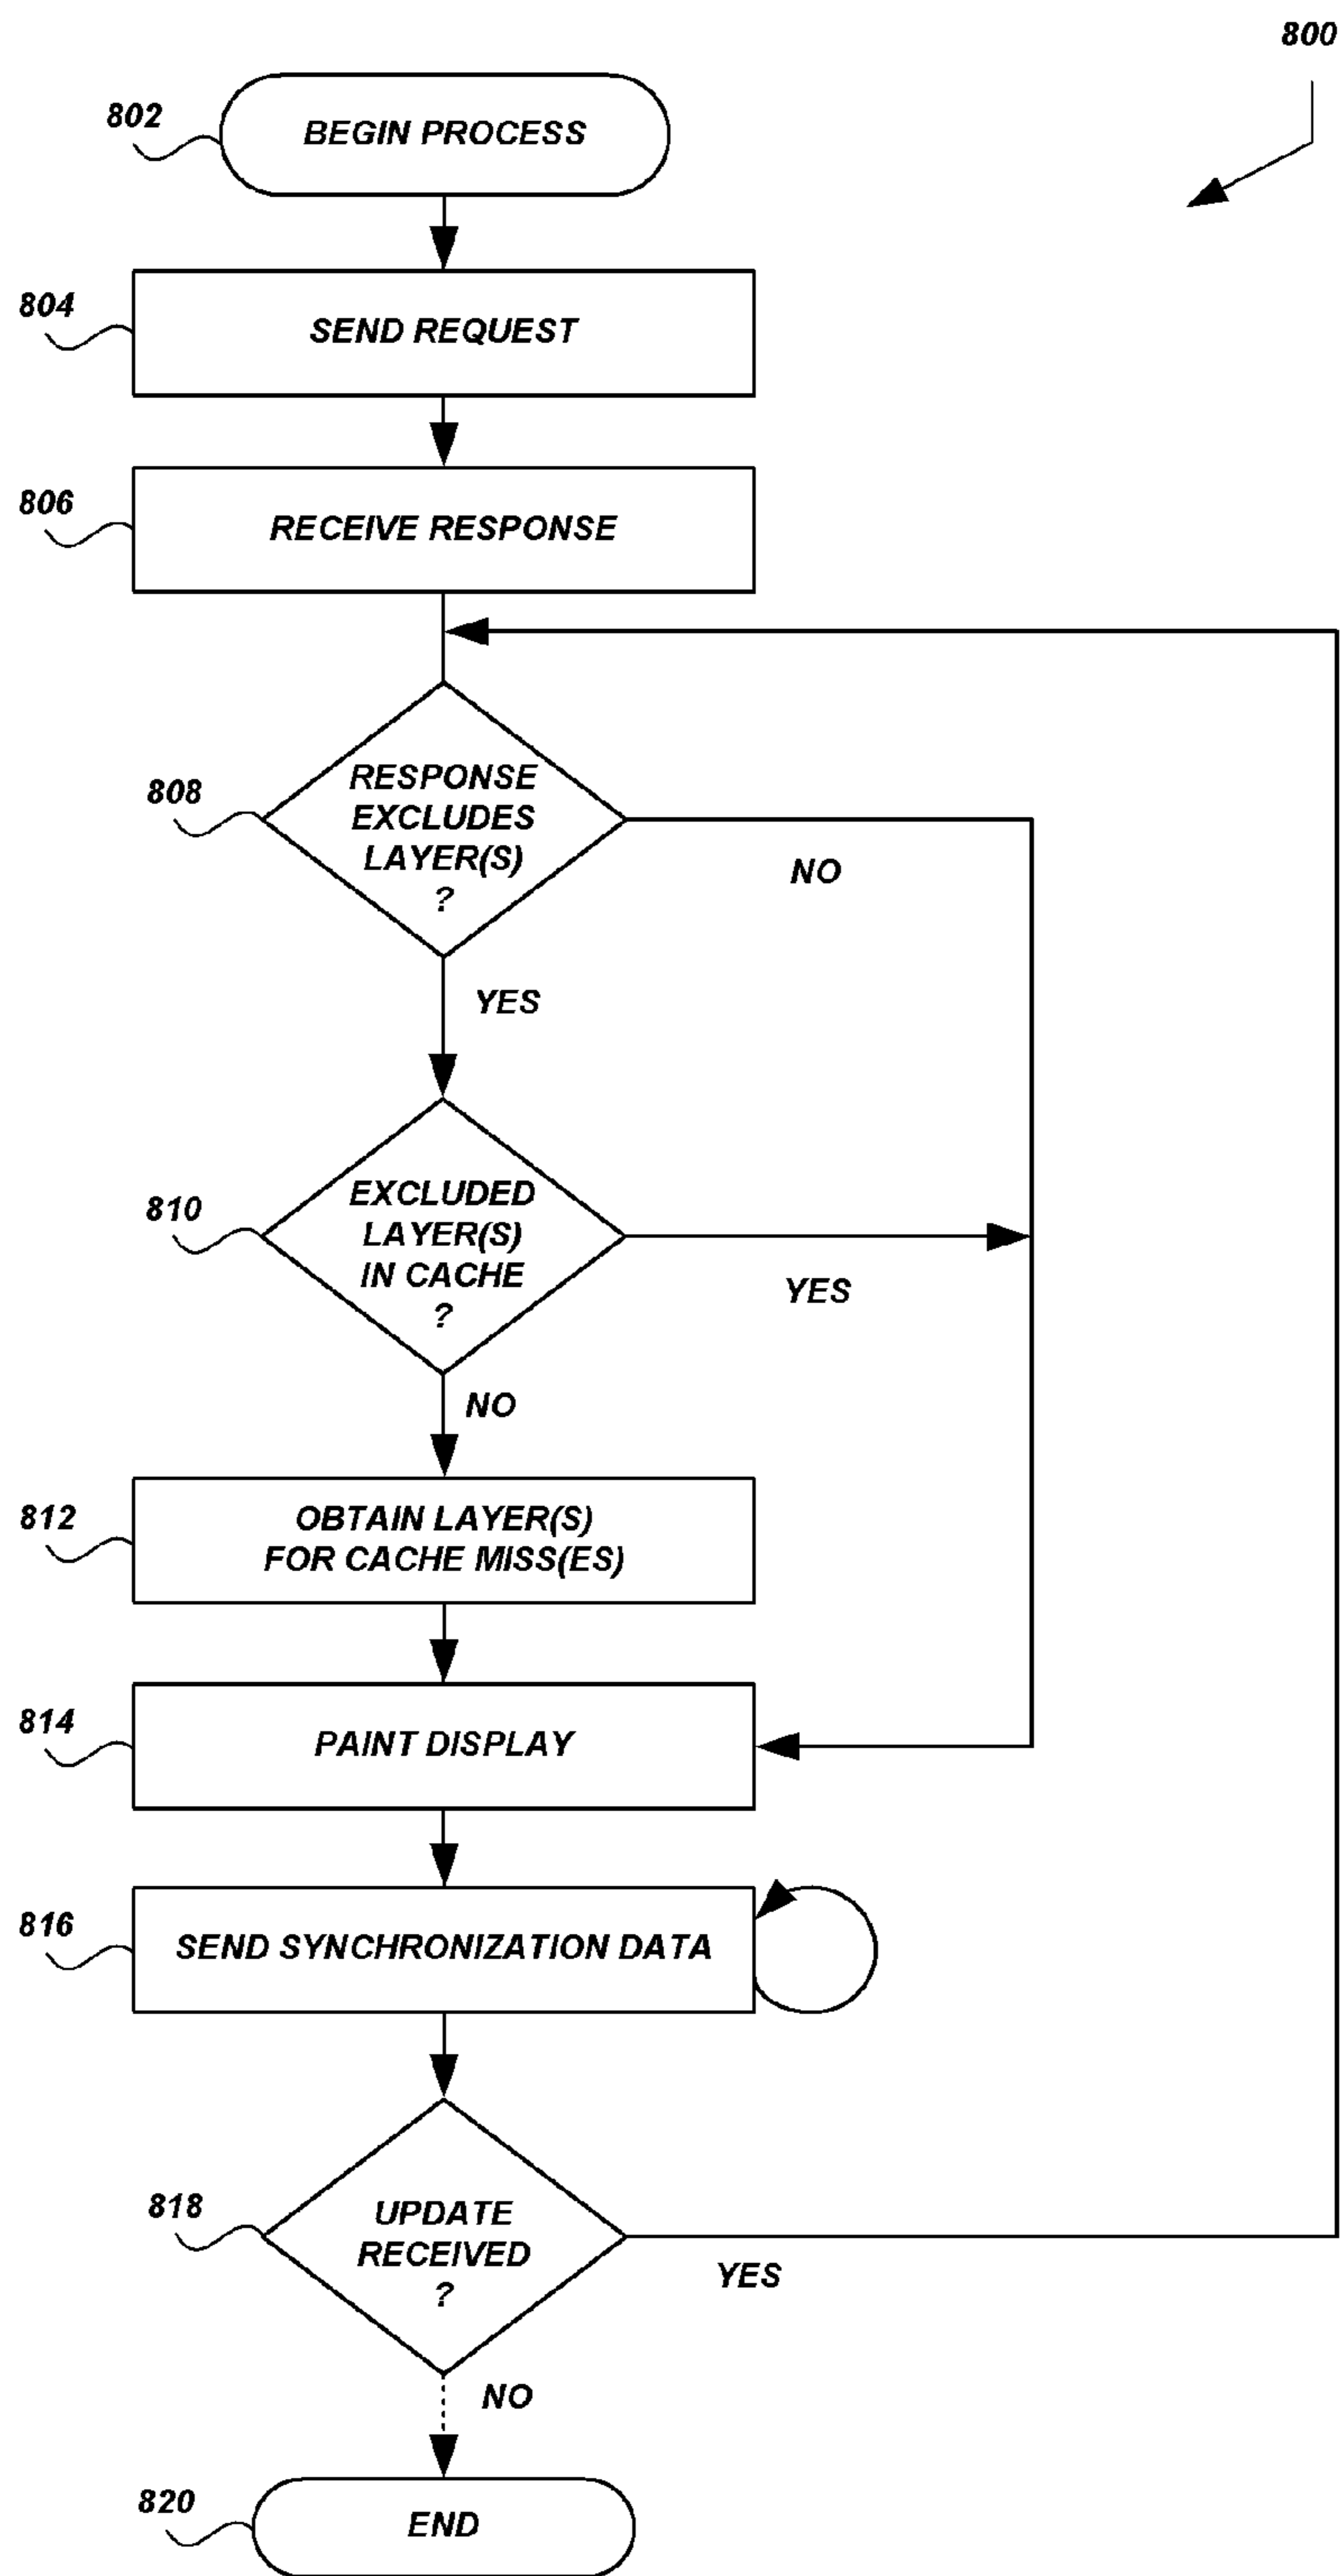 800
802
BEGIN PROCESS
804
SEND REQUEST
806
RECEIVE RESPONSE
808
RESPONSE
EXCLUDES
LAYER(S)
?
NO
YES
810
EXCLUDED
LAYER(S)
IN CACHE
?
YES
NO
812
OBTAIN LAYER(S)
FOR CACHE MISS(ES)
814
PAINT DISPLAY
816
SEND SYNCHRONIZATION DATA
818
UPDATE
RECEIVED
?
YES
NO
820
END